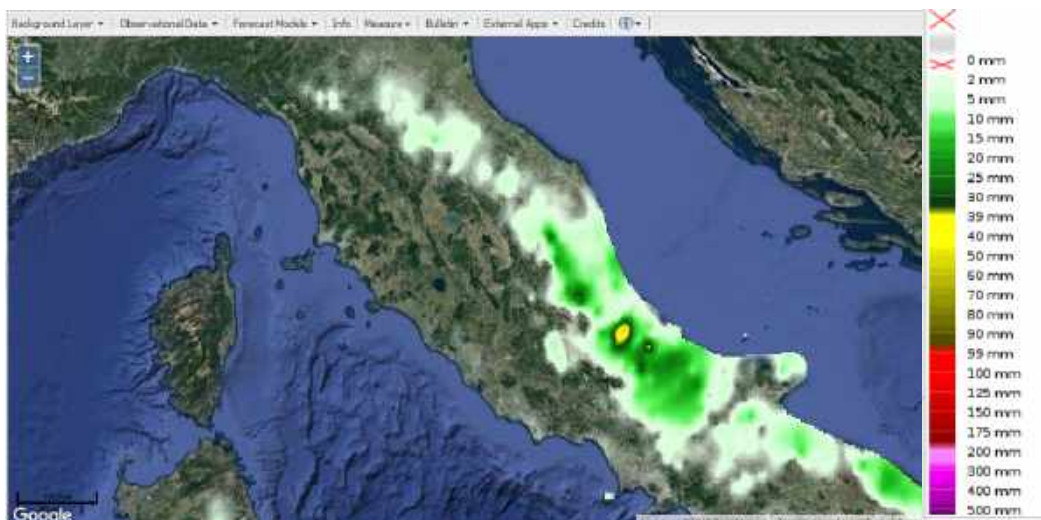 Background Layer Observational Data Forecast Models Info Measure Bulletin External Apps Credits
+
−
0 mm
2 mm
5 mm
10 mm
15 mm
20 mm
25 mm
30 mm
39 mm
40 mm
50 mm
60 mm
70 mm
80 mm
90 mm
99 mm
100 mm
125 mm
150 mm
175 mm
200 mm
300 mm
400 mm
500 mm
Google